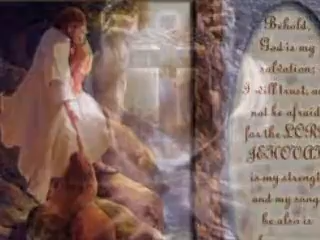 Behold,
God is my
salvation;
I will trust,
not be afraid
for the LORD
JEHOVAH
is my strength
and my song
he also is